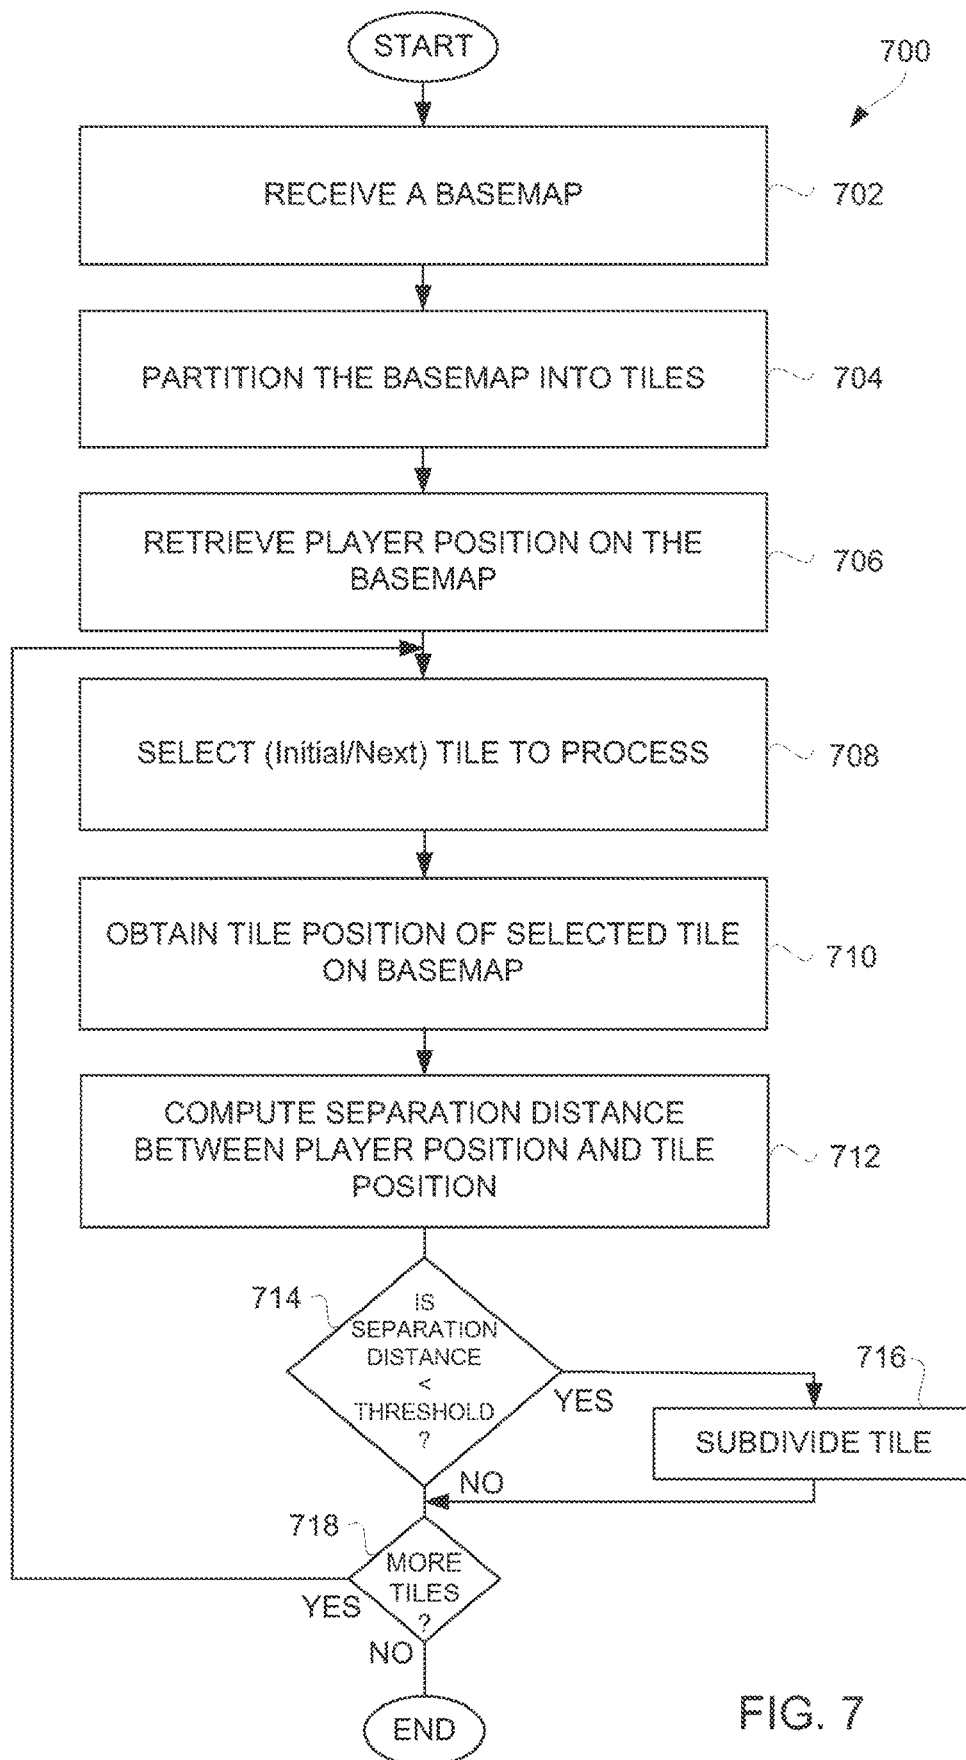 START
700
RECEIVE A BASEMAP
702
PARTITION THE BASEMAP INTO TILES
704
RETRIEVE PLAYER POSITION ON THE
BASEMAP
706
SELECT (Initial/Next) TILE TO PROCESS
708
OBTAIN TILE POSITION OF SELECTED TILE
ON BASEMAP
710
COMPUTE SEPARATION DISTANCE
BETWEEN PLAYER POSITION AND TILE
POSITION
712
714
IS
SEPARATION
DISTANCE
<
THRESHOLD
?
YES
716
SUBDIVIDE TILE
NO
718
MORE
TILES
?
YES
NO
END
FIG. 7